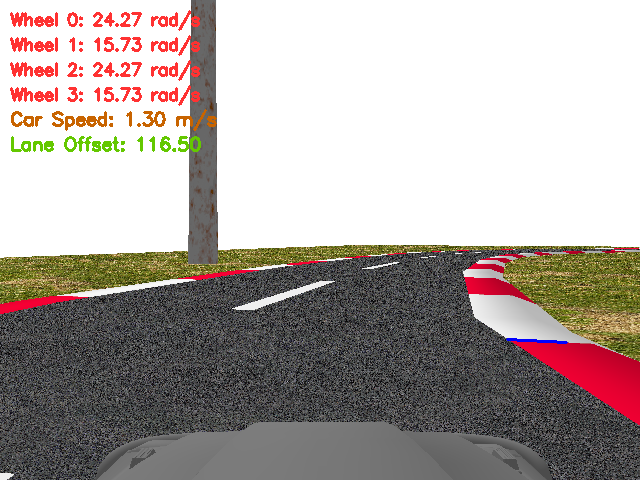 Wheel 0: 24.27 rad/s
Wheel 1: 15.73 rad/s
Wheel 2: 24.27 rad/s
Wheel 3: 15.73 rad/s
Car Speed: 1.30 m/s
Lane Offset: 116.50